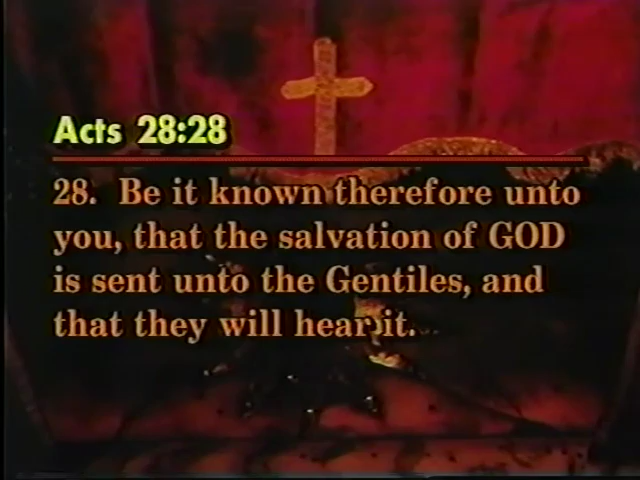 Acts 28:28
28. Be it known therefore unto
you, that the salvation of GOD
is sent unto the Gentiles, and
that they will hear it.